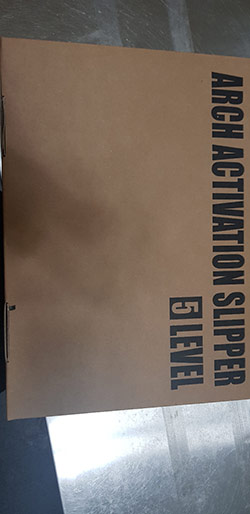 ARCH ACTIVATION SLIPPER
5 LEVEL